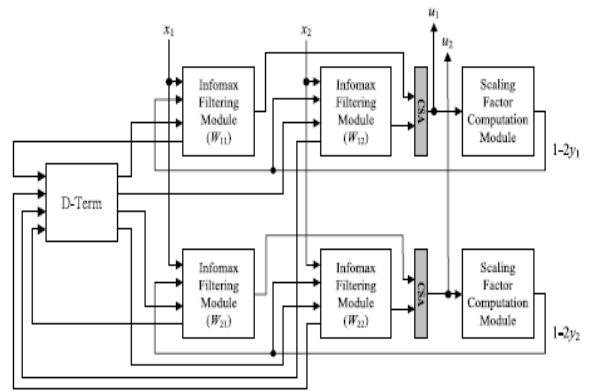 u1
u2
x1
x2
Infomax
Filtering
Module
(W11)
Infomax
Filtering
Module
(W12)
CSA
Scaling
Factor
Computation
Module
1-2y1
D-Term
Infomax
Filtering
Module
(W21)
Infomax
Filtering
Module
(W22)
CSA
Scaling
Factor
Computation
Module
1-2y2